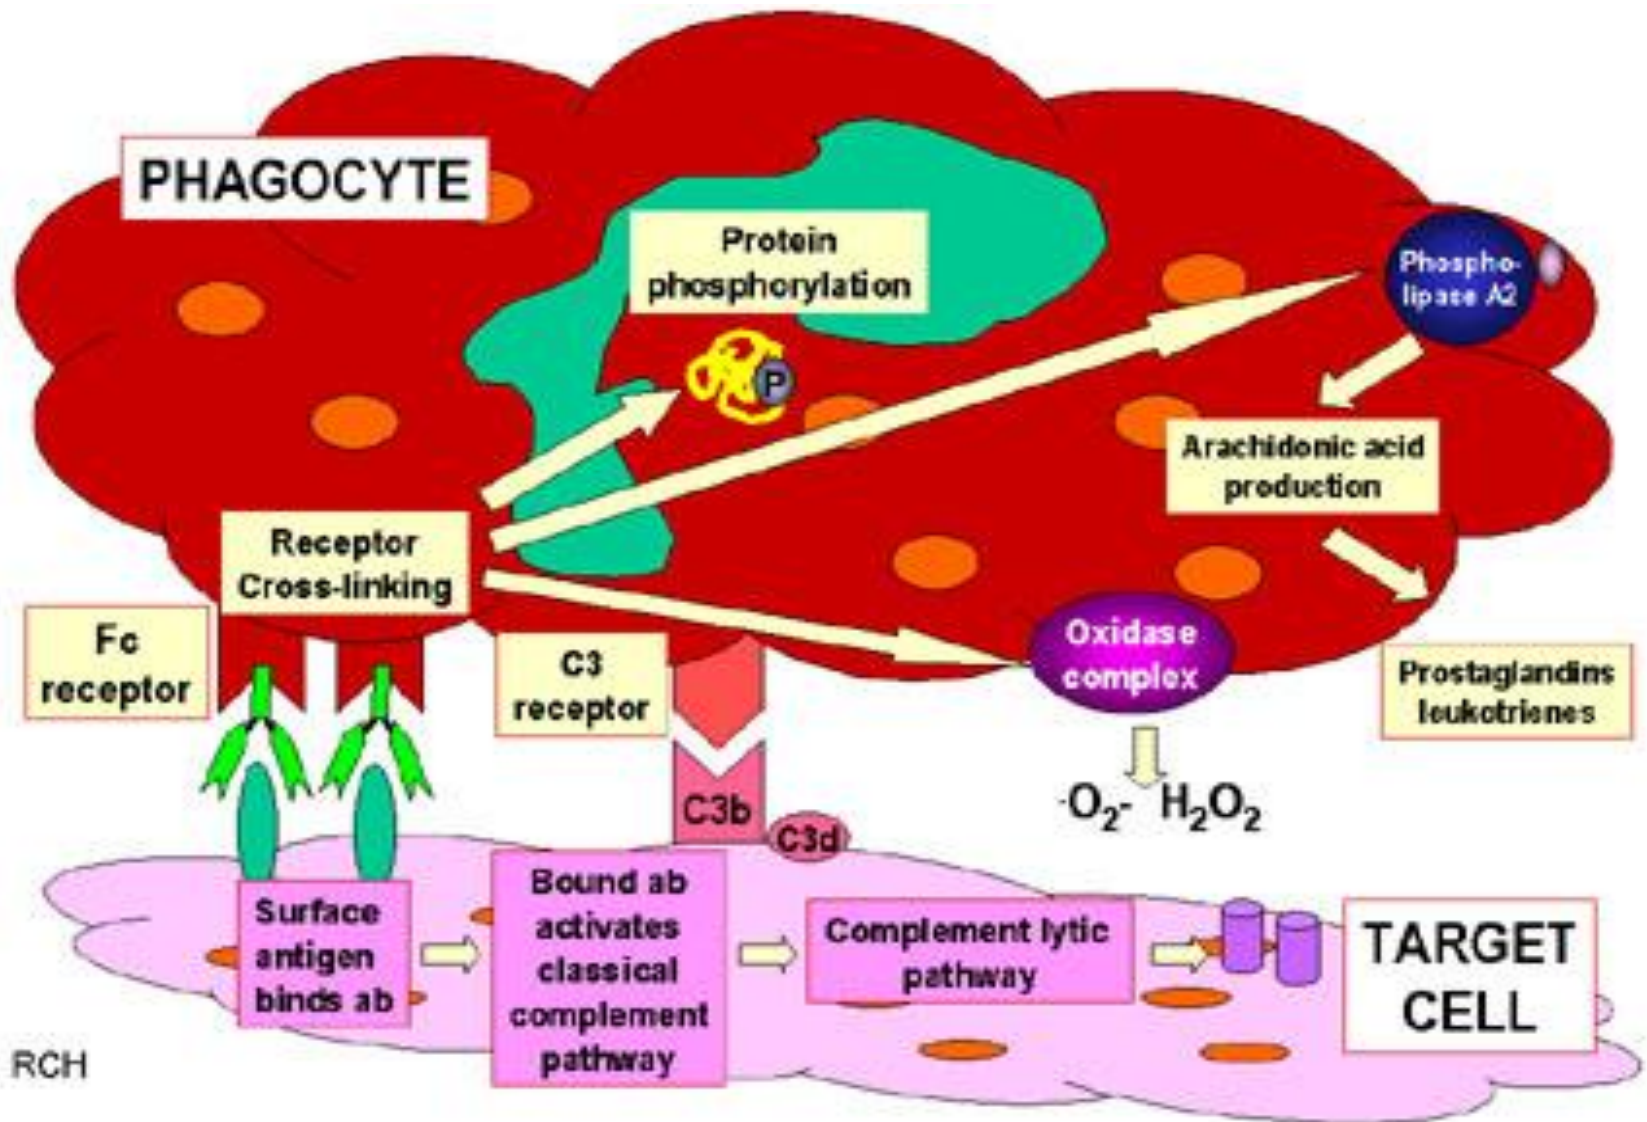 PHAGOCYTE
Protein
phosphorylation
Phospho-
lipase A2
P
Arachidonic acid
production
Receptor
Cross-linking
Fc
receptor
C3
receptor
Oxidase
complex
Prostaglandins
leukotrienes
·O₂- H₂O₂
C3b
C3d
Surface
antigen
binds ab
Bound ab
activates
classical
complement
pathway
Complement lytic
pathway
TARGET
CELL
RCH